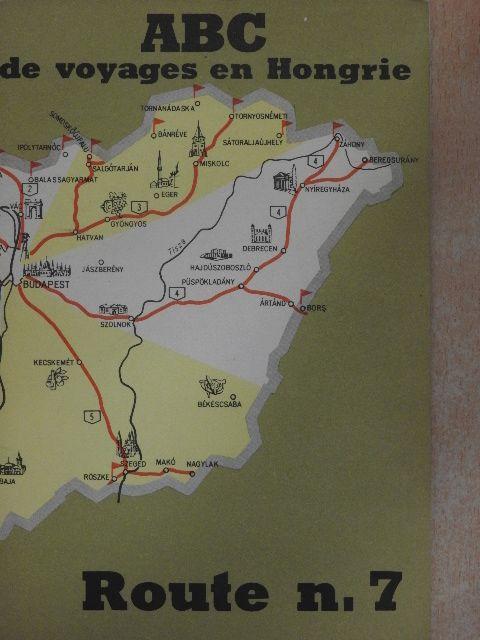 ABC
de voyages en Hongrie
TORNANÁDASKA
SOMOSKŐÚJFALU
TORNYOSNÉMETI
BÁNRÉVE
IPOLYTARNÓC
SÁTORALJAÚJHELY
ZÁHONY
MISKOLC
4
BEREGSURÁNY
SALGÓTARJÁN
BALASSAGYARMAT
2
NYÍREGYHÁZA
EGER
VÁ
3
4
GYÖNGYÖS
HATVAN
Tisza
DEBRECEN
JÁSZBERÉNY
HAJDÚSZOBOSZLÓ
BUDAPEST
PÜSPÖKLADÁNY
4
ÁRTÁND
BORS
SZOLNOK
KECSKEMÉT
BÉKÉSCSABA
5
SZEGED
MAKÓ
NAGYLAK
RÖSZKE
BAJA
Route n. 7